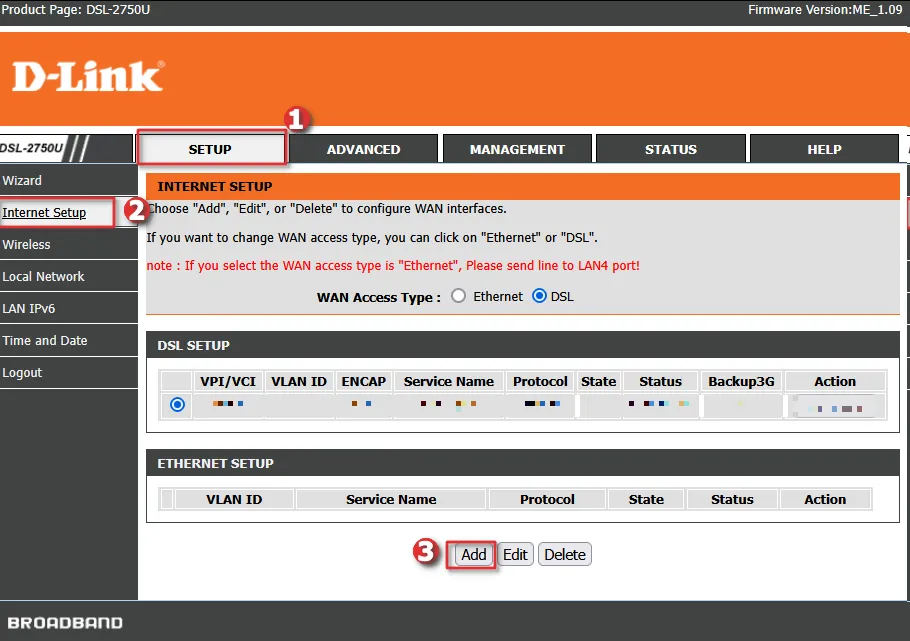 Product Page: DSL-2750U Firmware Version:ME_1.09
D-Link
1
DSL-2750U SETUP ADVANCED MANAGEMENT STATUS HELP
Wizard
Internet Setup
2
Wireless
Local Network
LAN IPv6
Time and Date
Logout
INTERNET SETUP
Choose "Add", "Edit", or "Delete" to configure WAN interfaces.
If you want to change WAN access type, you can click on "Ethernet" or "DSL".
note : If you select the WAN access type is "Ethernet", Please send line to LAN4 port!
WAN Access Type : Ethernet DSL
DSL SETUP
VPI/VCI VLAN ID ENCAP Service Name Protocol State Status Backup3G Action
ETHERNET SETUP
VLAN ID Service Name Protocol State Status Action
3 Add Edit Delete
BROADBAND